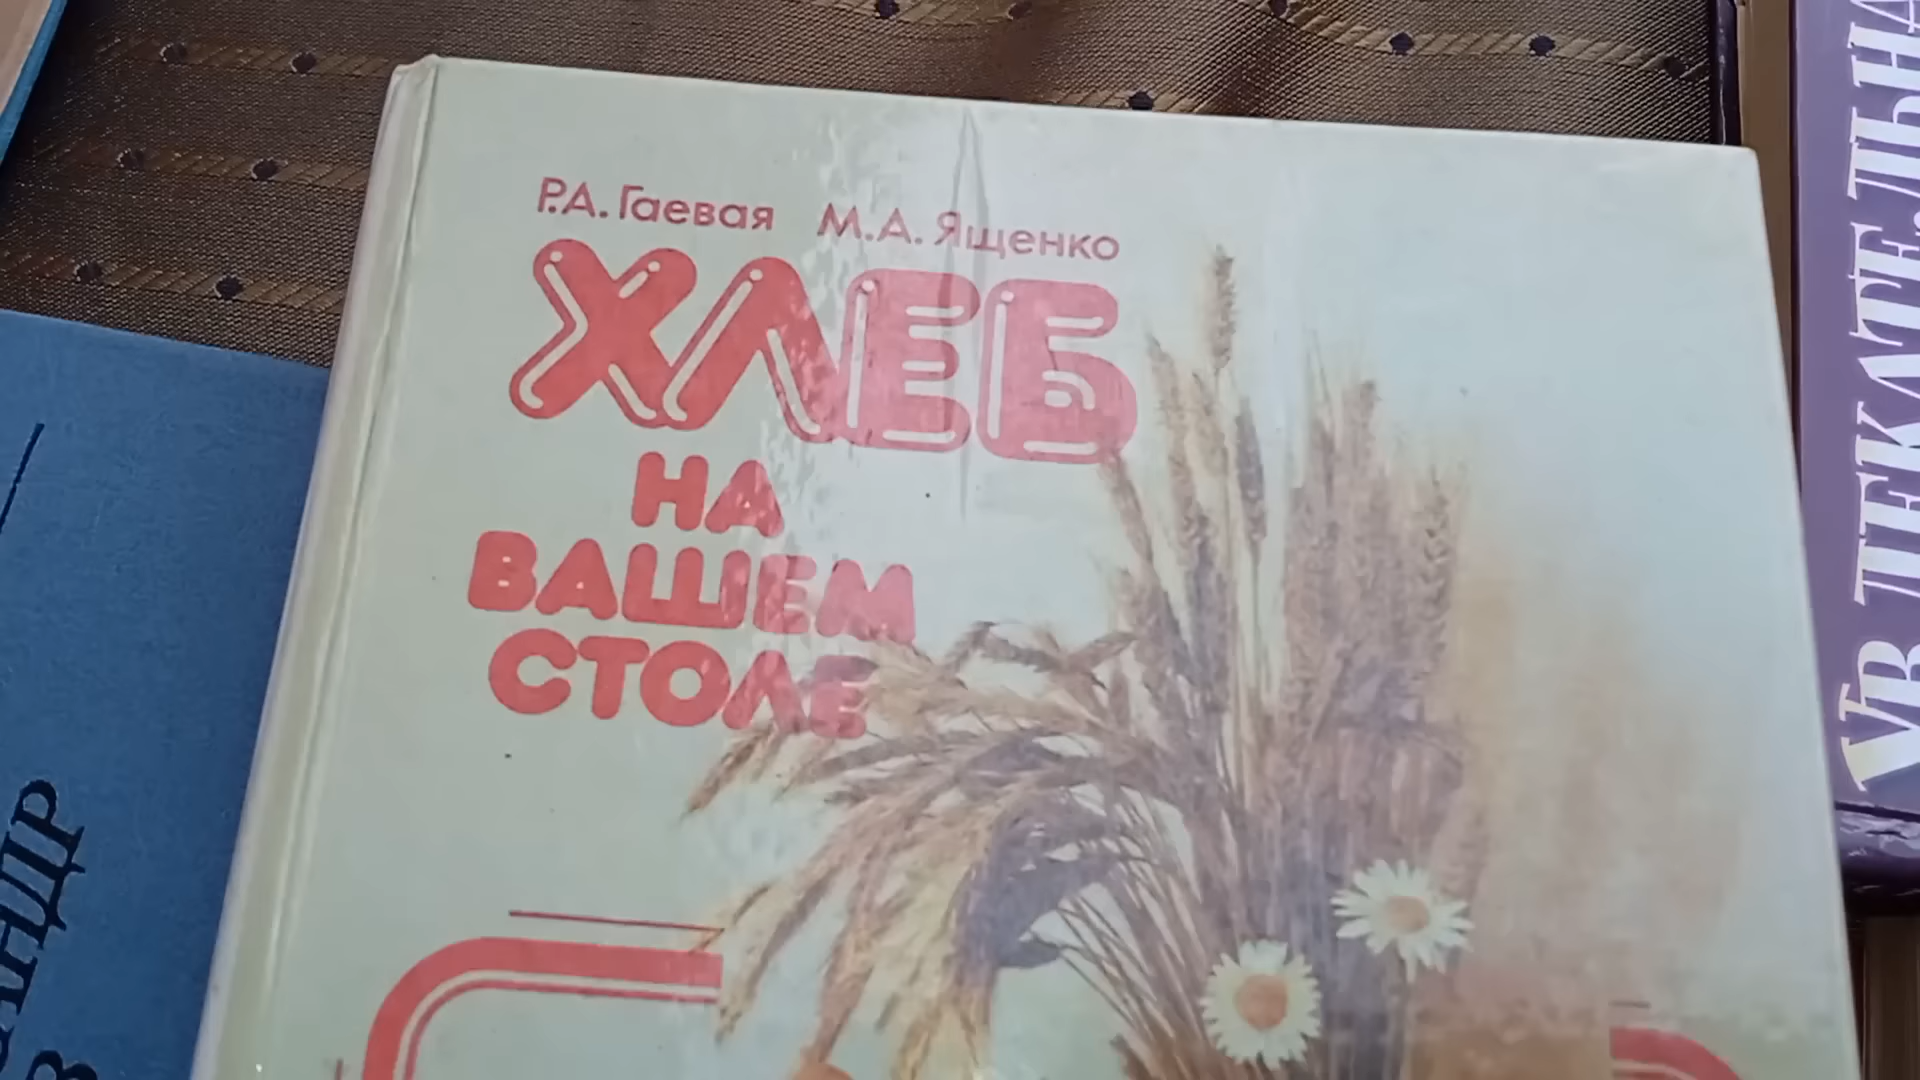 Р.А. Гаевая М.А. Ященко
ХЛЕБ
НА
ВАШЕМ
СТОЛЕ